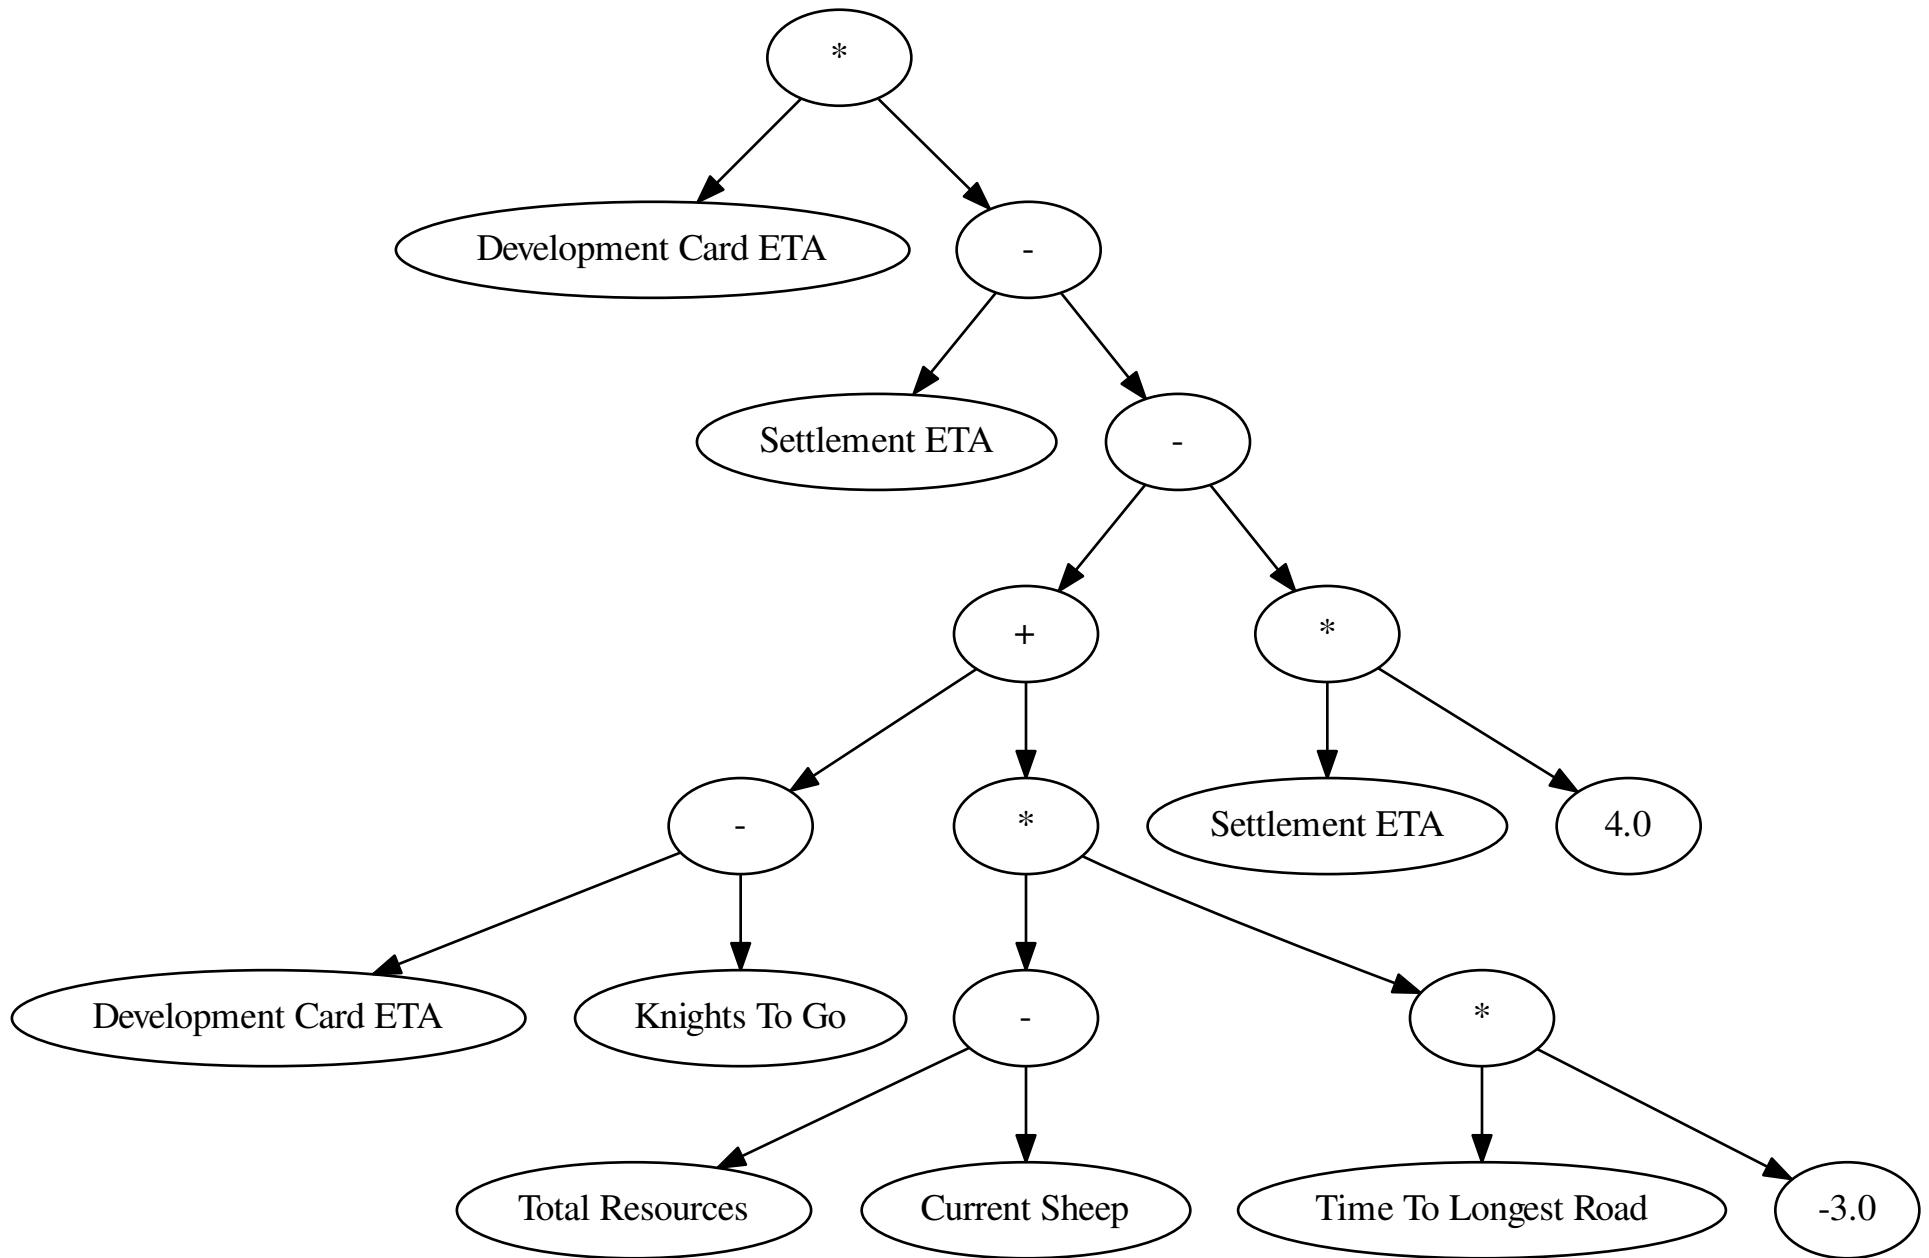 *
Development Card ETA
-
Settlement ETA
-
+
*
-
*
Settlement ETA
4.0
Development Card ETA
Knights To Go
-
*
Total Resources
Current Sheep
Time To Longest Road
-3.0